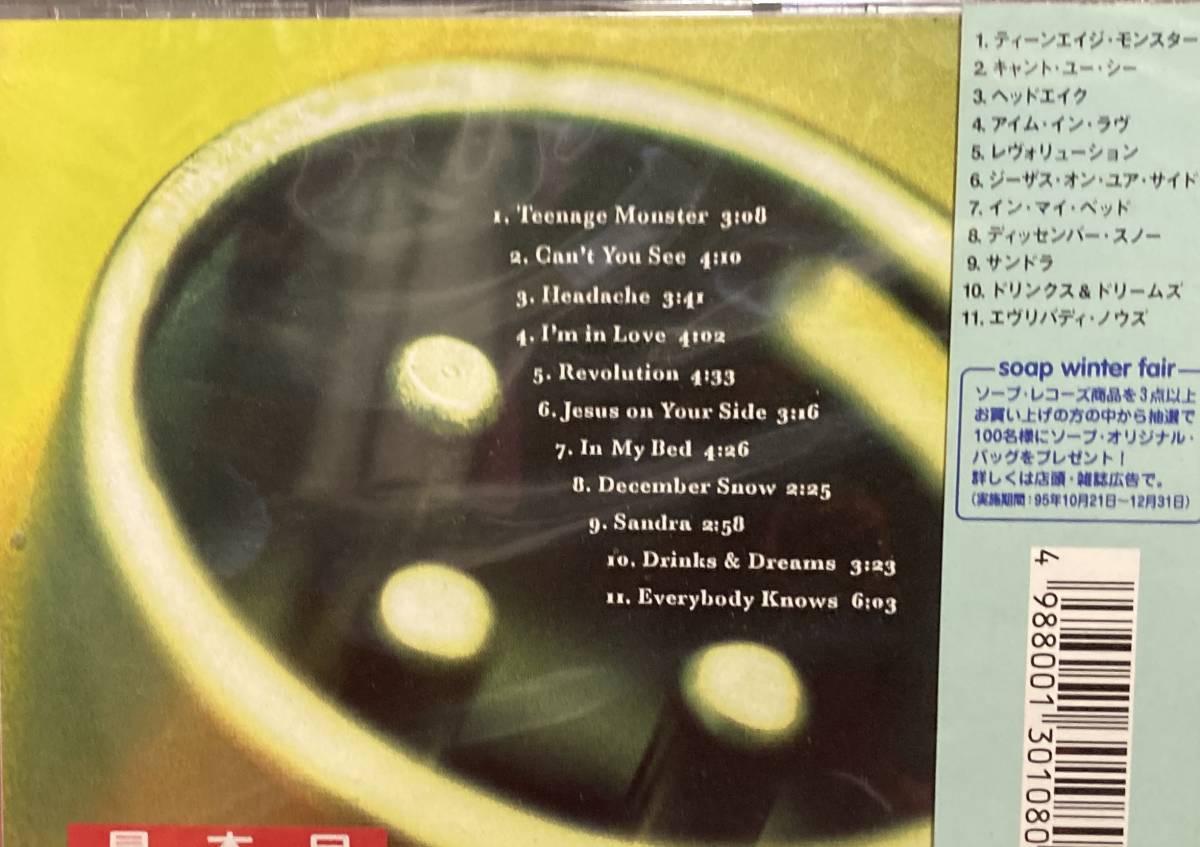 1. Teenage Monster 3:08
2. Can't You See 4:10
3. Headache 3:41
4. I'm in Love 4:02
5. Revolution 4:33
6. Jesus on Your Side 3:16
7. In My Bed 4:26
8. December Snow 2:25
9. Sandra 2:58
10. Drinks & Dreams 3:23
11. Everybody Knows 6:03
1. ティーンエイジ・モンスター
2. キャント・ユー・シー
3. ヘッドエイク
4. アイム・イン・ラヴ
5. レヴォリューション
6. ジーザス・オン・ユア・サイド
7. イン・マイ・ベッド
8. ディッセンバー・スノー
9. サンドラ
10. ドリンクス&ドリームズ
11. エヴリバディ・ノウズ
soap winter fair
ソープ・レコーズ商品を3点以上
お買い上げの方の中から抽選で
100名様にソープ・オリジナル・
バッグをプレゼント!
詳しくは店頭・雑誌広告で。
(実施期間:95年10月21日〜12月31日)
4 988001 301080
見本品